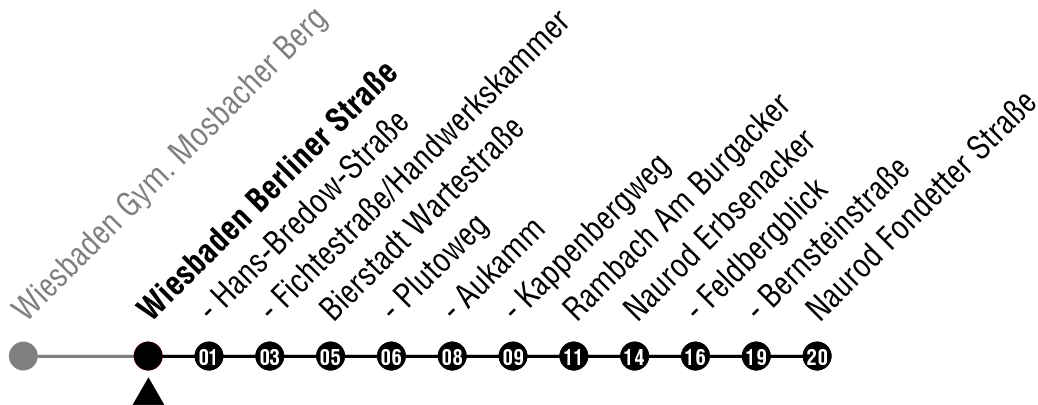 Wiesbaden Gym. Mosbacher Berg
Wiesbaden Berliner Straße
- Hans-Bredow-Straße
- Fichtestraße/Handwerkskammer
Bierstadt Wartestraße
- Plutoweg
- Aukamm
- Kappenbergweg
Rambach Am Burgacker
Naurod Erbsenacker
- Feldbergblick
- Bernsteinstraße
Naurod Fondetter Straße
01 03 05 06 08 09 11 14 16 19 20